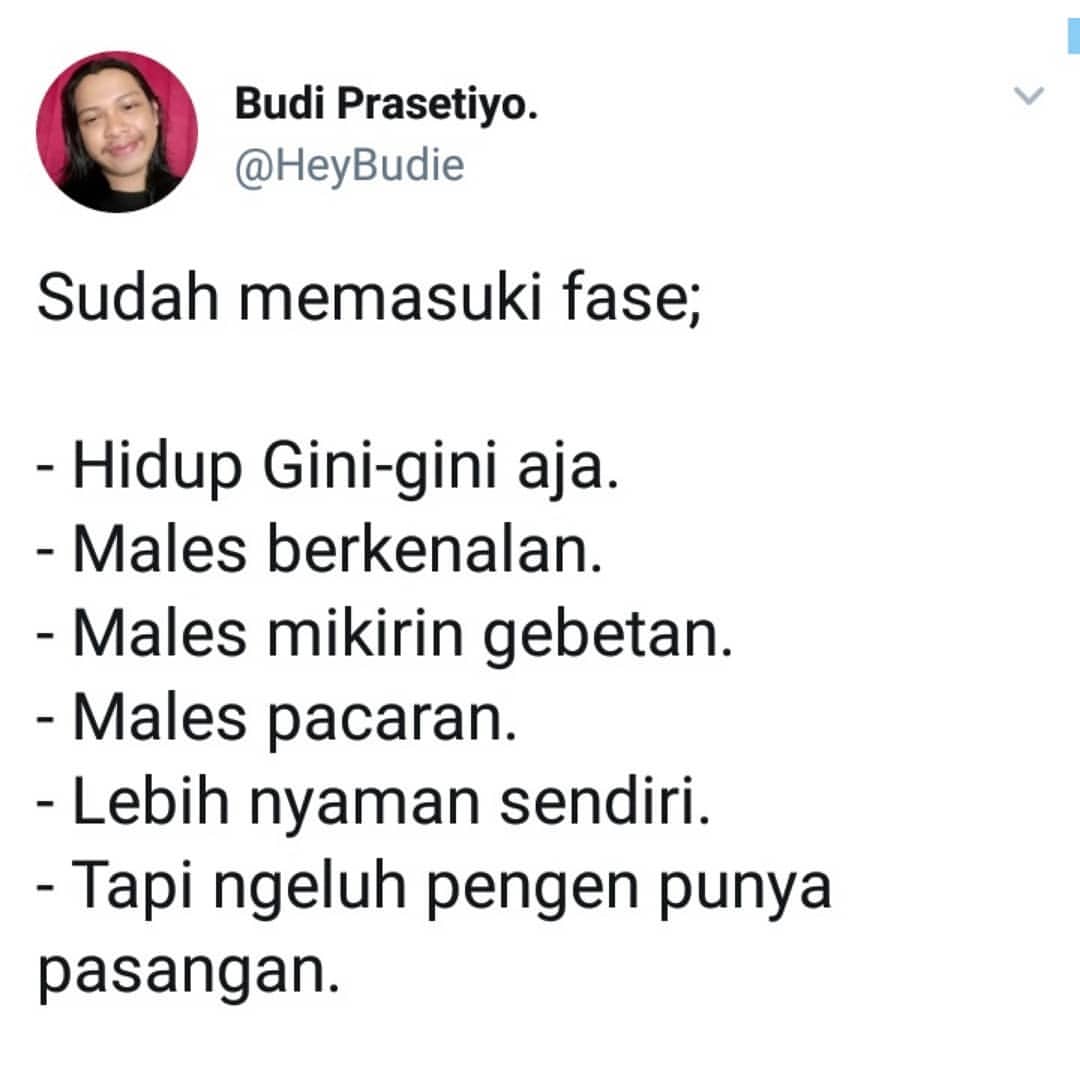 Budi Prasetiyo.
@HeyBudie
Sudah memasuki fase;
- Hidup Gini-gini aja.
- Males berkenalan.
- Males mikirin gebetan.
- Males pacaran.
- Lebih nyaman sendiri.
- Tapi ngeluh pengen punya
pasangan.